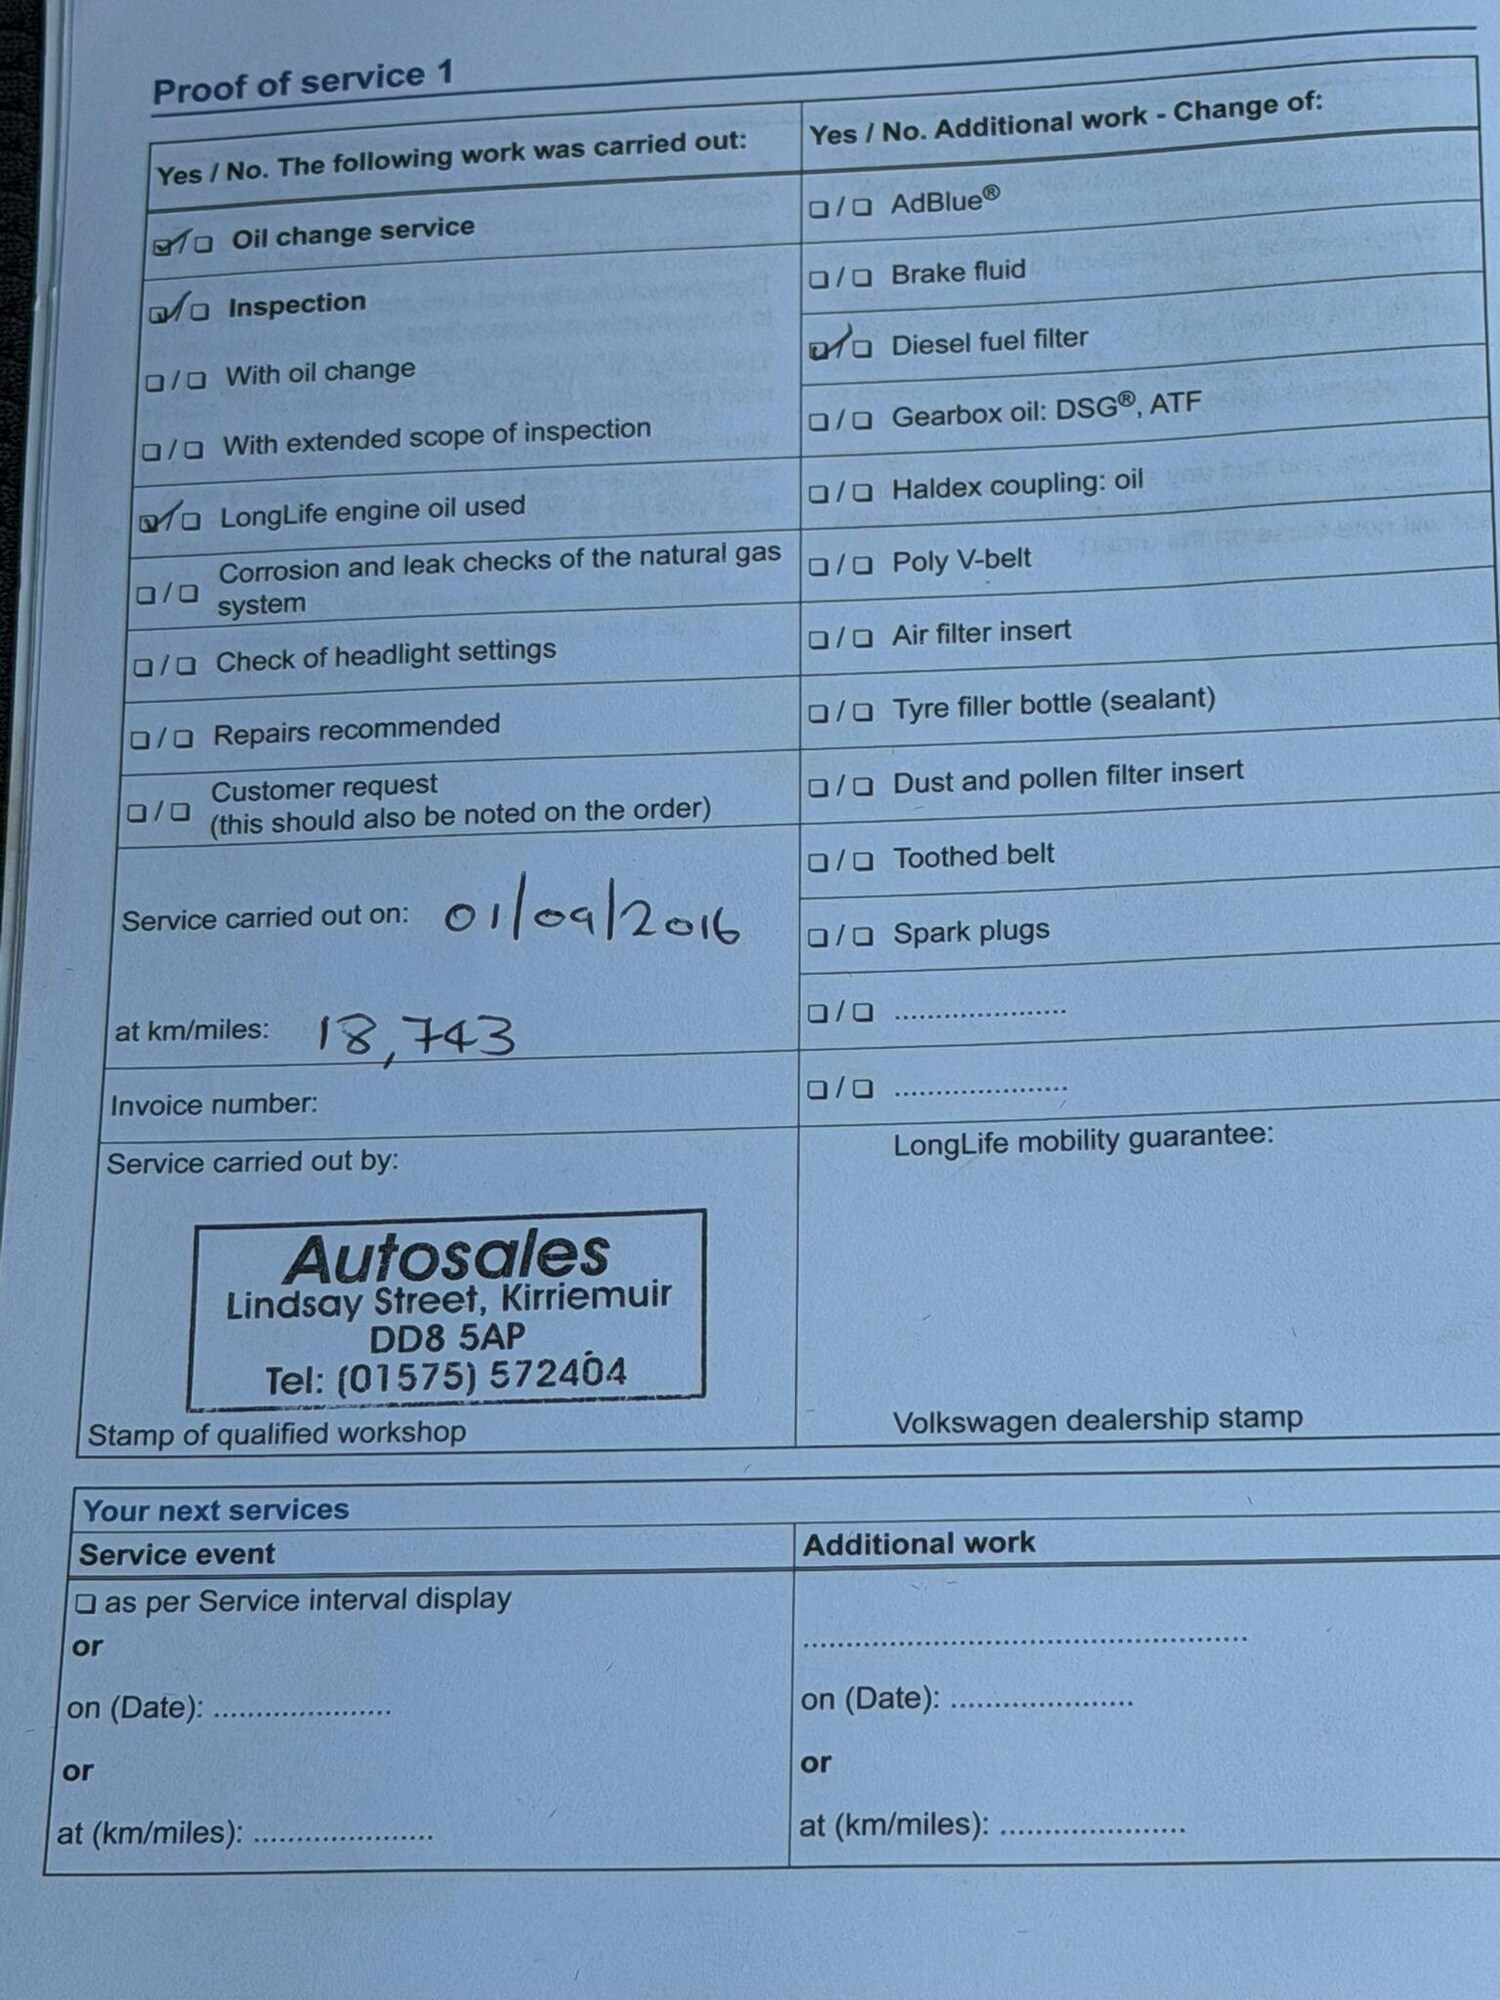 Proof of service 1
Yes / No. The following work was carried out:
☑/☐ Oil change service
☑/☐ Inspection
☐/☐ With oil change
☐/☐ With extended scope of inspection
☑/☐ LongLife engine oil used
☐/☐ Corrosion and leak checks of the natural gas
system
☐/☐ Check of headlight settings
☐/☐ Repairs recommended
☐/☐ Customer request
(this should also be noted on the order)
Service carried out on: 01/09/2016
at km/miles: 18,743
Invoice number:
Service carried out by:
Autosales
Lindsay Street, Kirriemuir
DD8 5AP
Tel: (01575) 572404
Stamp of qualified workshop
Yes / No. Additional work - Change of:
☐/☐ AdBlue®
☐/☐ Brake fluid
☑/☐ Diesel fuel filter
☐/☐ Gearbox oil: DSG®, ATF
☐/☐ Haldex coupling: oil
☐/☐ Poly V-belt
☐/☐ Air filter insert
☐/☐ Tyre filler bottle (sealant)
☐/☐ Dust and pollen filter insert
☐/☐ Toothed belt
☐/☐ Spark plugs
☐/☐ .....................
☐/☐ .....................
LongLife mobility guarantee:
Volkswagen dealership stamp
Your next services
Service event
☐ as per Service interval display
or
on (Date): .....................
or
at (km/miles): .....................
Additional work
.....................................................
on (Date): .....................
or
at (km/miles): .....................